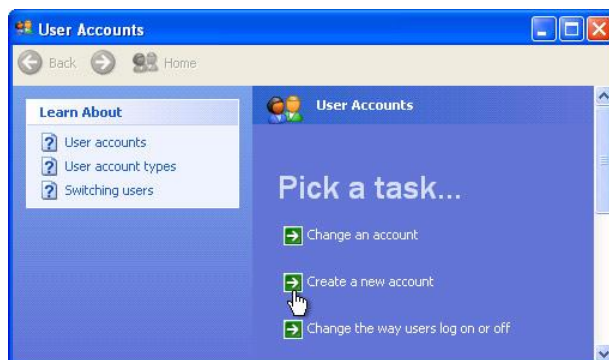 User Accounts
Back Home
Learn About
User accounts
User account types
Switching users
User Accounts
Pick a task...
Change an account
Create a new account
Change the way users log on or off